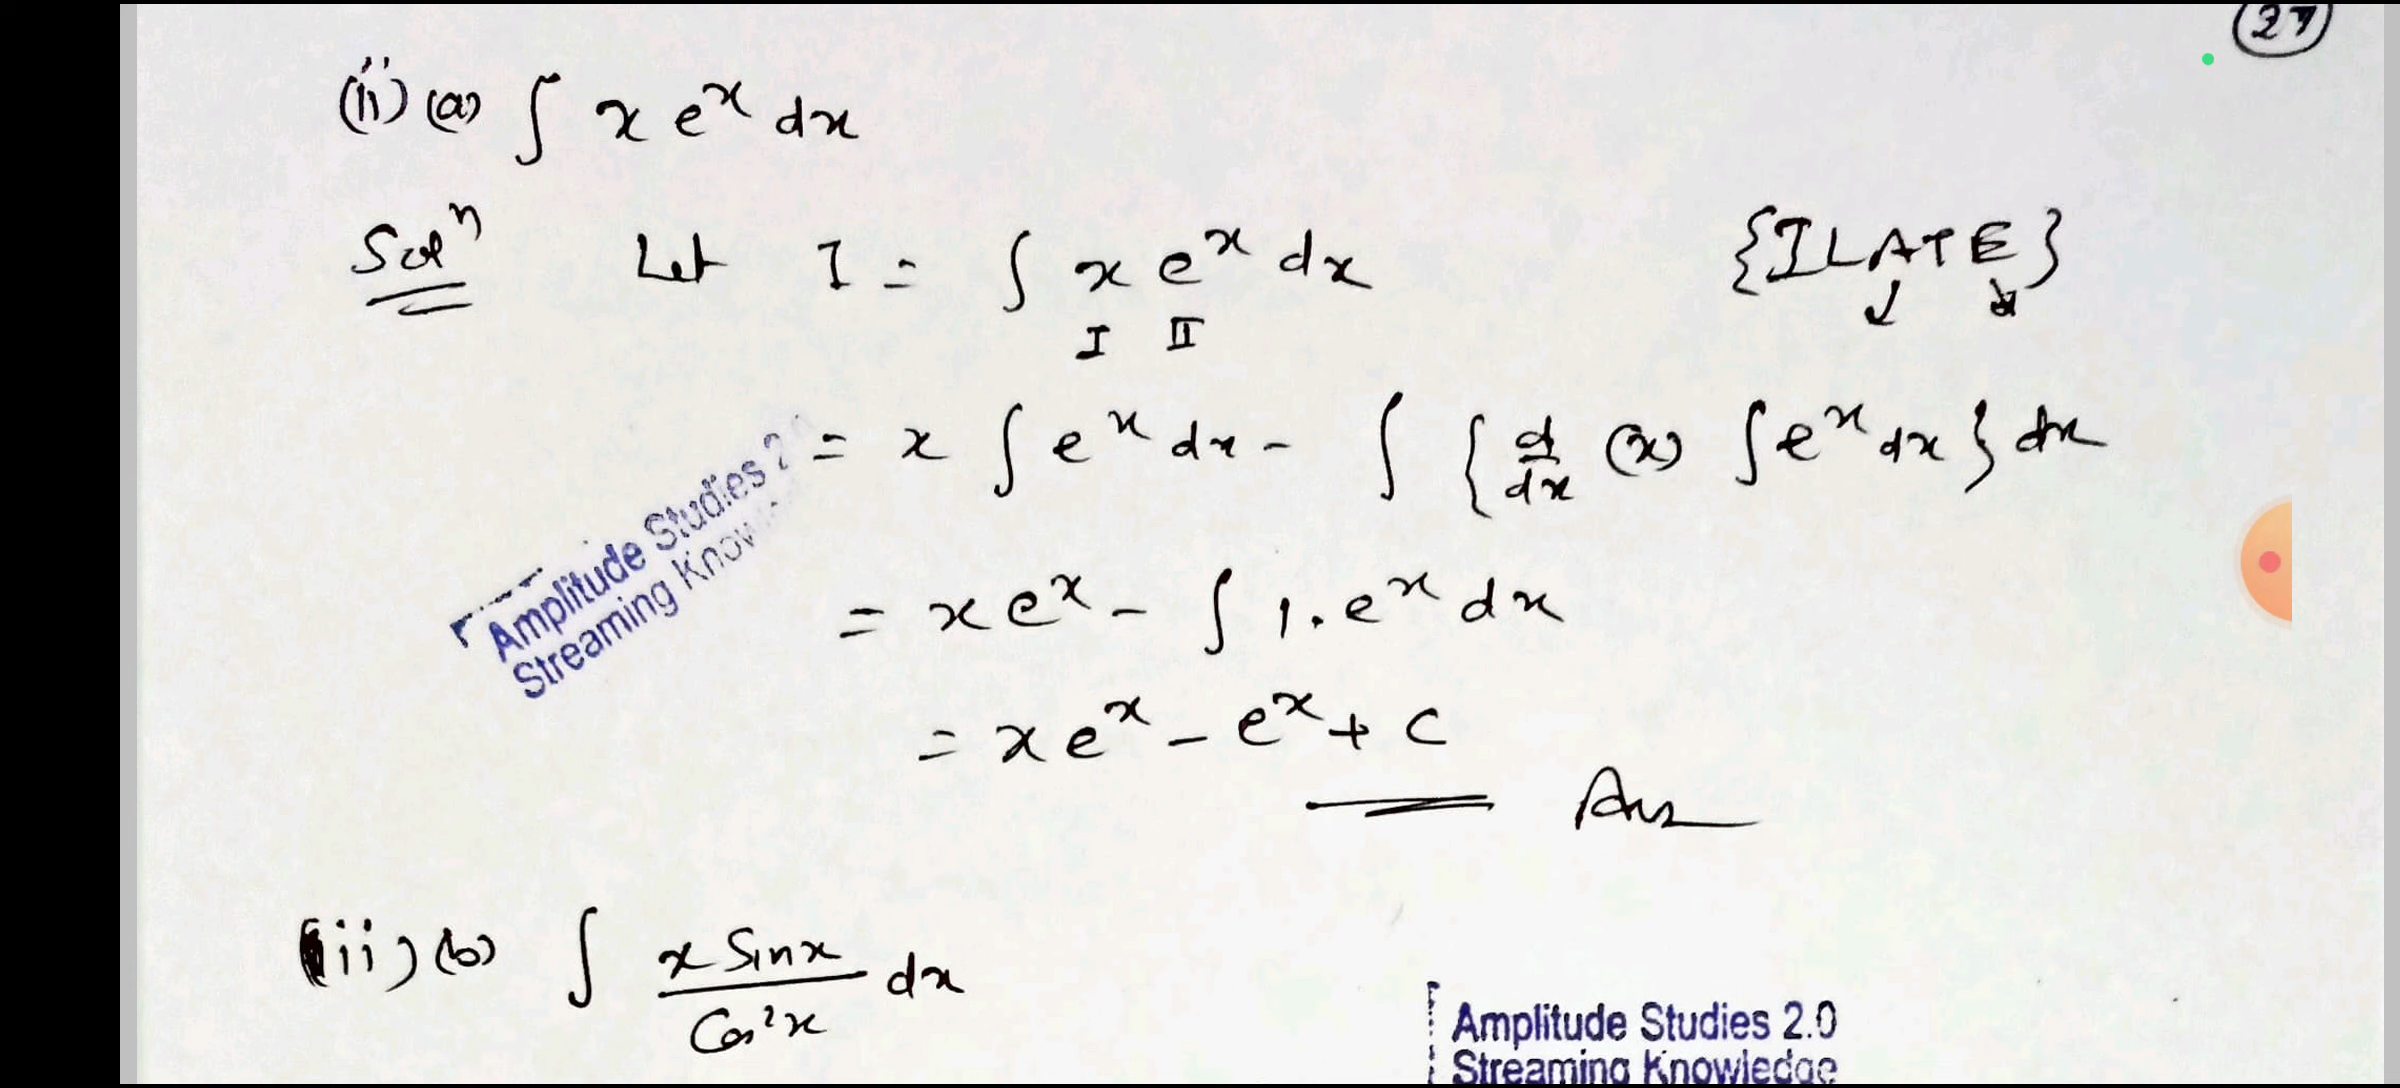 27
(ii) (a) ∫ x eˣ dx
Solⁿ Let I = ∫ x eˣ dx {ILATE}
I II
= x ∫ eˣ dx - ∫ { d/dx (x) ∫ eˣ dx } dx
= x eˣ - ∫ 1. eˣ dx
= x eˣ - eˣ + c
Ans
Amplitude Studies
Streaming
ii) (b) ∫ x Sinx / Cos²x dx
Amplitude Studies 2.0
Streaming Knowledge